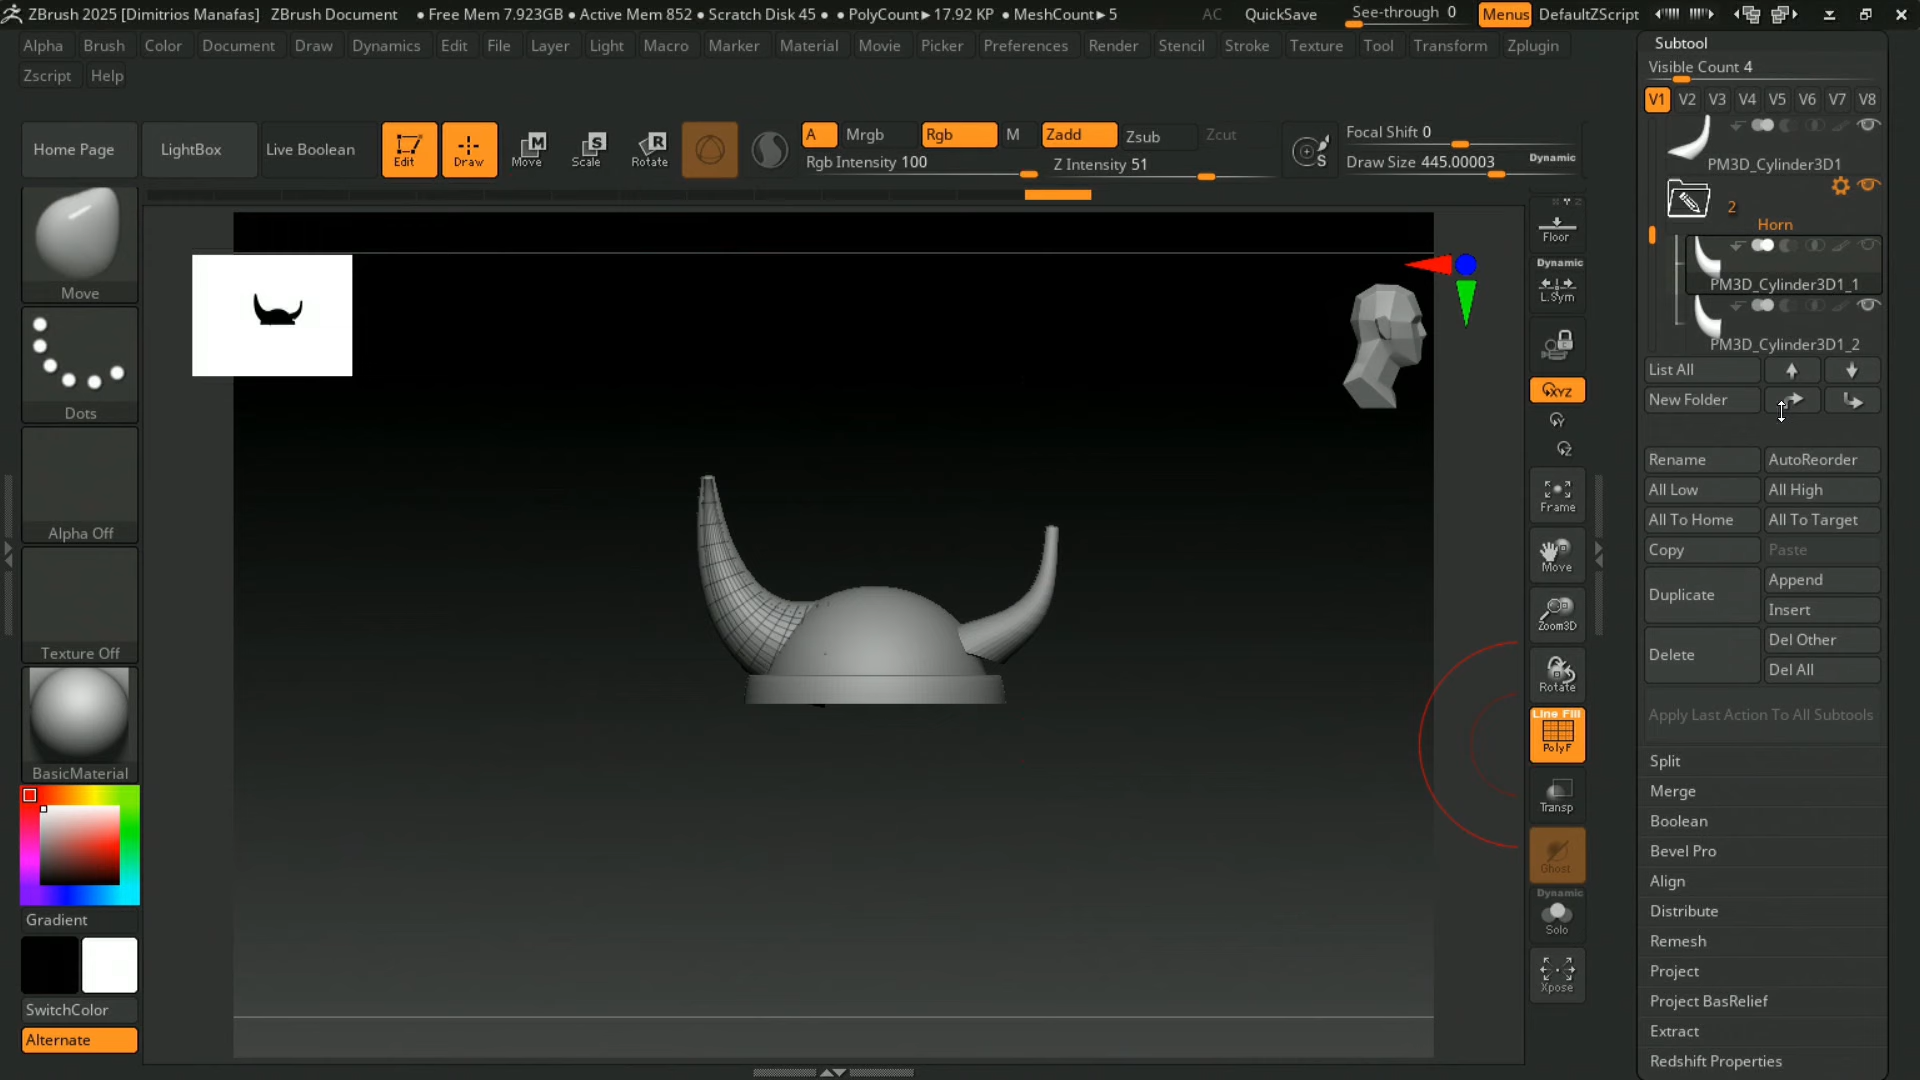 ZBrush 2025 [Dimitrios Manafas] ZBrush Document • Free Mem 7.923GB • Active Mem 852 • Scratch Disk 45 • • PolyCount▸ 17.92 KP • MeshCount▸ 5 AC QuickSave See-through 0 Menus DefaultZScript
Alpha Brush Color Document Draw Dynamics Edit File Layer Light Macro Marker Material Movie Picker Preferences Render Stencil Stroke Texture Tool Transform Zplugin
Zscript Help
Home Page LightBox Live Boolean Edit Draw Move Scale Rotate
A Mrgb Rgb M Zadd Zsub Zcut
Rgb Intensity 100 Z Intensity 51
Focal Shift 0
Draw Size 445.00003 Dynamic
Move
Dots
Alpha Off
Texture Off
BasicMaterial
Gradient
SwitchColor
Alternate
Floor
Dynamic
L.Sym
XYZ
Frame
Move
Zoom3D
Rotate
Line Fill
PolyF
Transp
Ghost
Dynamic
Solo
Xpose
Subtool
Visible Count 4
V1 V2 V3 V4 V5 V6 V7 V8
PM3D_Cylinder3D1
2
Horn
PM3D_Cylinder3D1_1
PM3D_Cylinder3D1_2
List All
New Folder
Rename AutoReorder
All Low All High
All To Home All To Target
Copy Paste
Duplicate Append
Insert
Delete Del Other
Del All
Apply Last Action To All Subtools
Split
Merge
Boolean
Bevel Pro
Align
Distribute
Remesh
Project
Project BasRelief
Extract
Redshift Properties